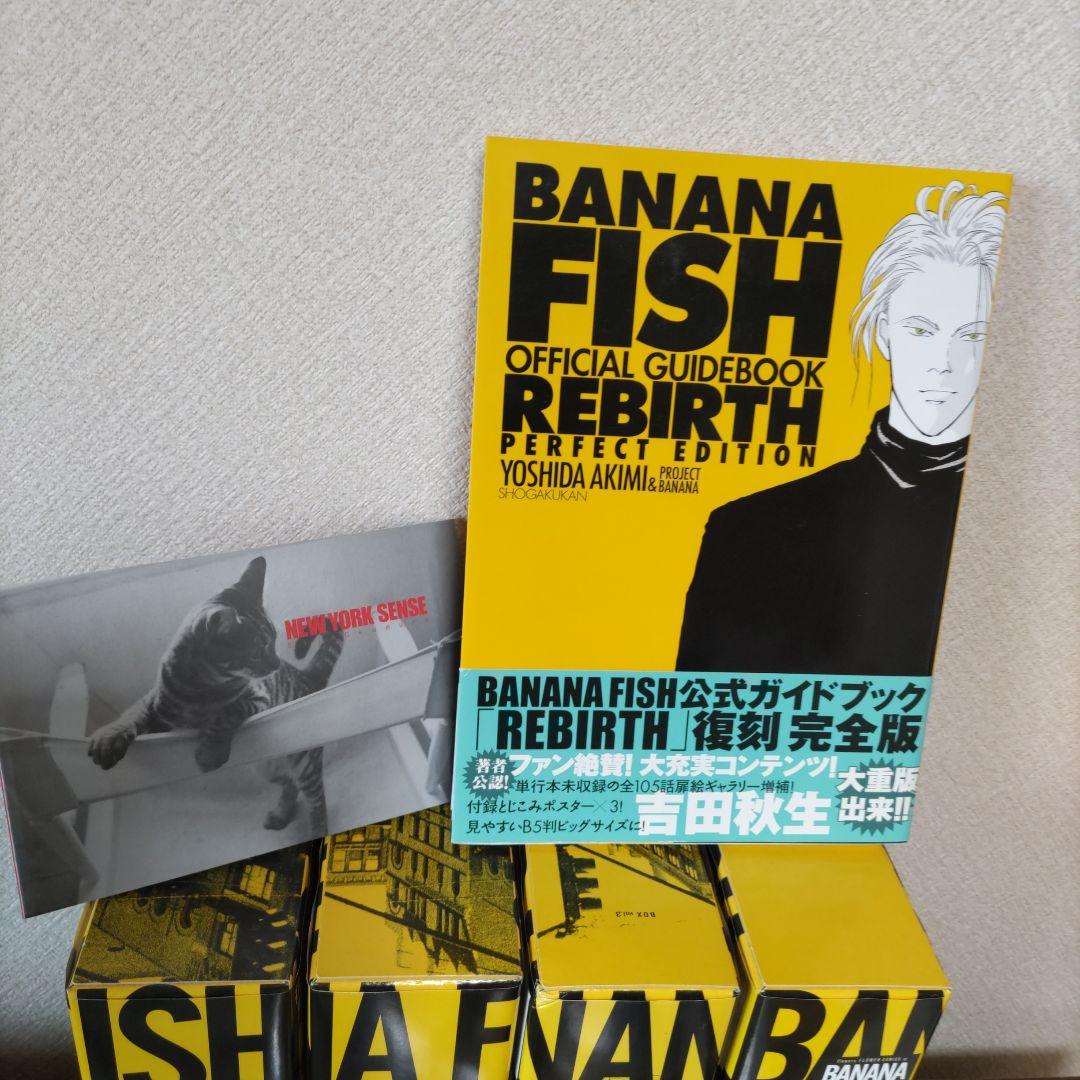 BANANA
FISH
OFFICIAL GUIDEBOOK
REBIRTH
PERFECT EDITION
YOSHIDA AKIMI & PROJECT BANANA
SHOGAKUKAN
NEW YORK SENSE
BANANA FISH公式ガイドブック
「REBIRTH」復刻 完全版
著者公認!
ファン絶賛! 大充実コンテンツ!
単行本未収録の全105話扉絵ギャラリー増補!
付録とじこみポスター×3!
見やすいB5判ビッグサイズに!
吉田秋生
大重版出来!!
BOX vol.3
ISH
A F
NAN
BAN
BANANA